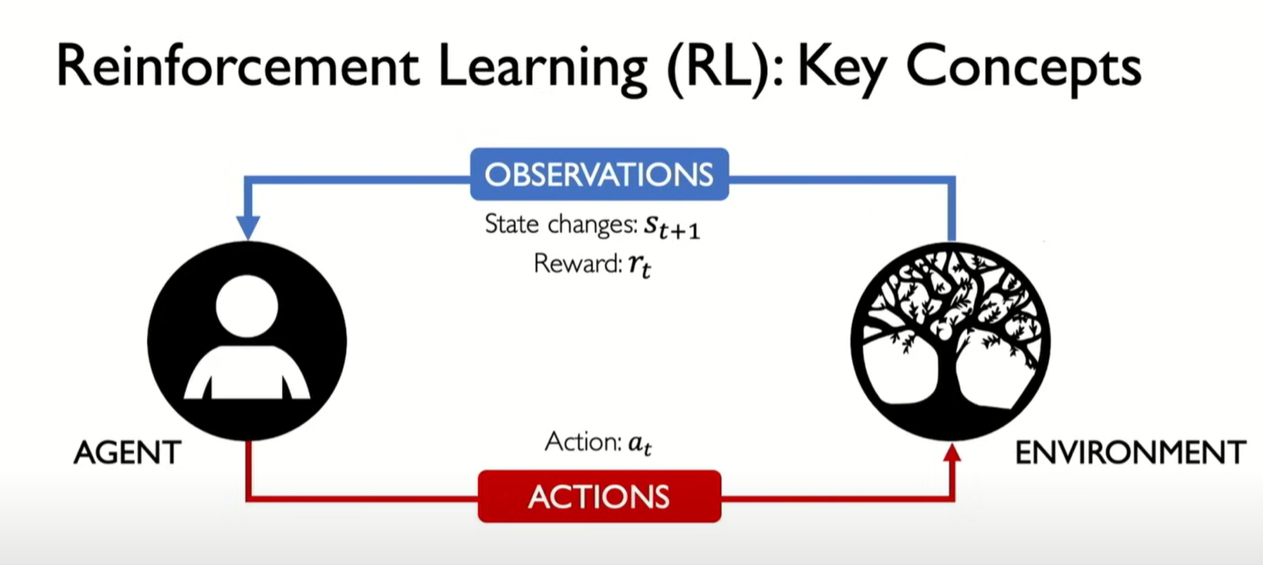 Reinforcement Learning (RL): Key Concepts
OBSERVATIONS
State changes: s_{t+1}
Reward: r_t
AGENT
Action: a_t
ENVIRONMENT
ACTIONS